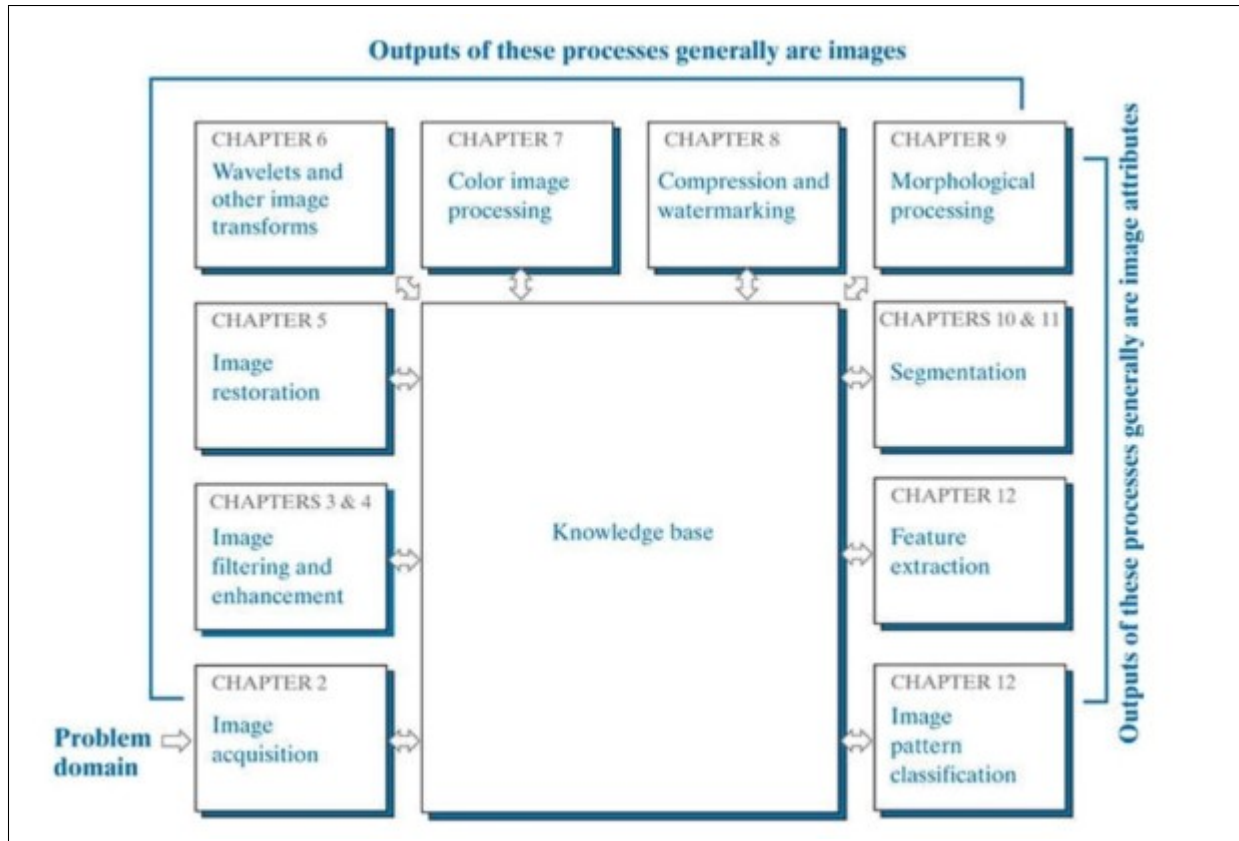 Outputs of these processes generally are images
CHAPTER 6
Wavelets and
other image
transforms
CHAPTER 7
Color image
processing
CHAPTER 8
Compression and
watermarking
CHAPTER 9
Morphological
processing
Outputs of these processes generally are image attributes
CHAPTER 5
Image
restoration
CHAPTERS 10 & 11
Segmentation
CHAPTERS 3 & 4
Image
filtering and
enhancement
Knowledge base
CHAPTER 12
Feature
extraction
Problem
domain
CHAPTER 2
Image
acquisition
CHAPTER 12
Image
pattern
classification